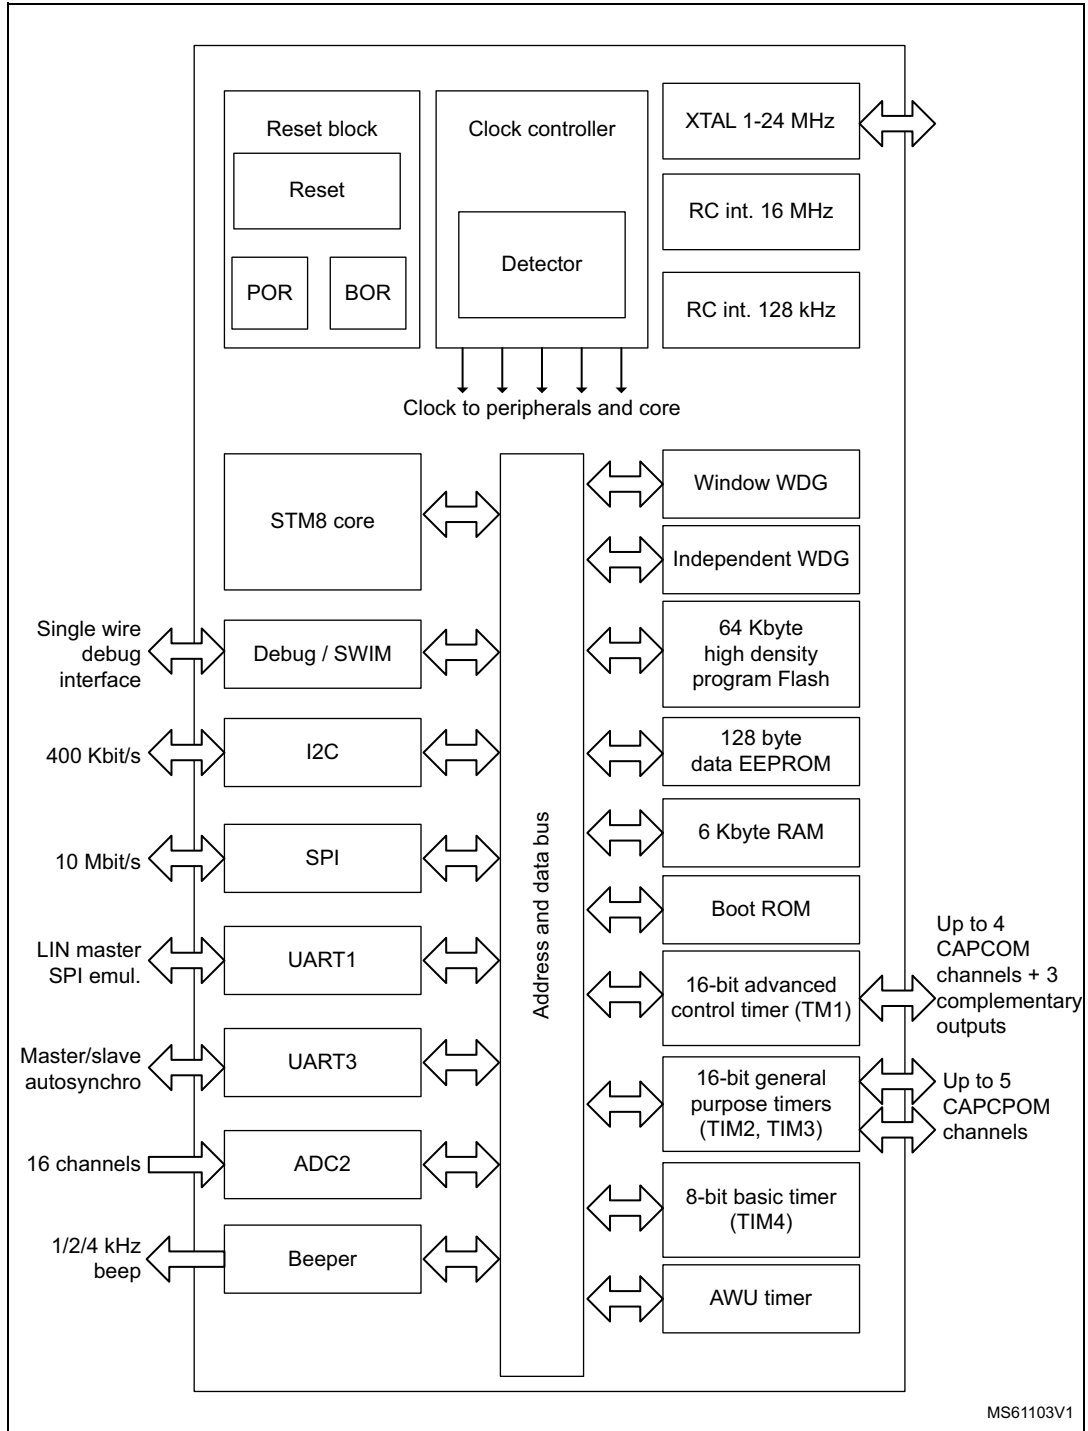 Reset block
Reset
POR
BOR
Clock controller
Detector
XTAL 1-24 MHz
RC int. 16 MHz
RC int. 128 kHz
Clock to peripherals and core
STM8 core
Single wire
debug
interface
Debug / SWIM
400 Kbit/s
I2C
10 Mbit/s
SPI
LIN master
SPI emul.
UART1
Master/slave
autosynchro
UART3
16 channels
ADC2
1/2/4 kHz
beep
Beeper
Address and data bus
Window WDG
Independent WDG
64 Kbyte
high density
program Flash
128 byte
data EEPROM
6 Kbyte RAM
Boot ROM
16-bit advanced
control timer (TM1)
Up to 4
CAPCOM
channels + 3
complementary
outputs
16-bit general
purpose timers
(TIM2, TIM3)
Up to 5
CAPCPOM
channels
8-bit basic timer
(TIM4)
AWU timer
MS61103V1